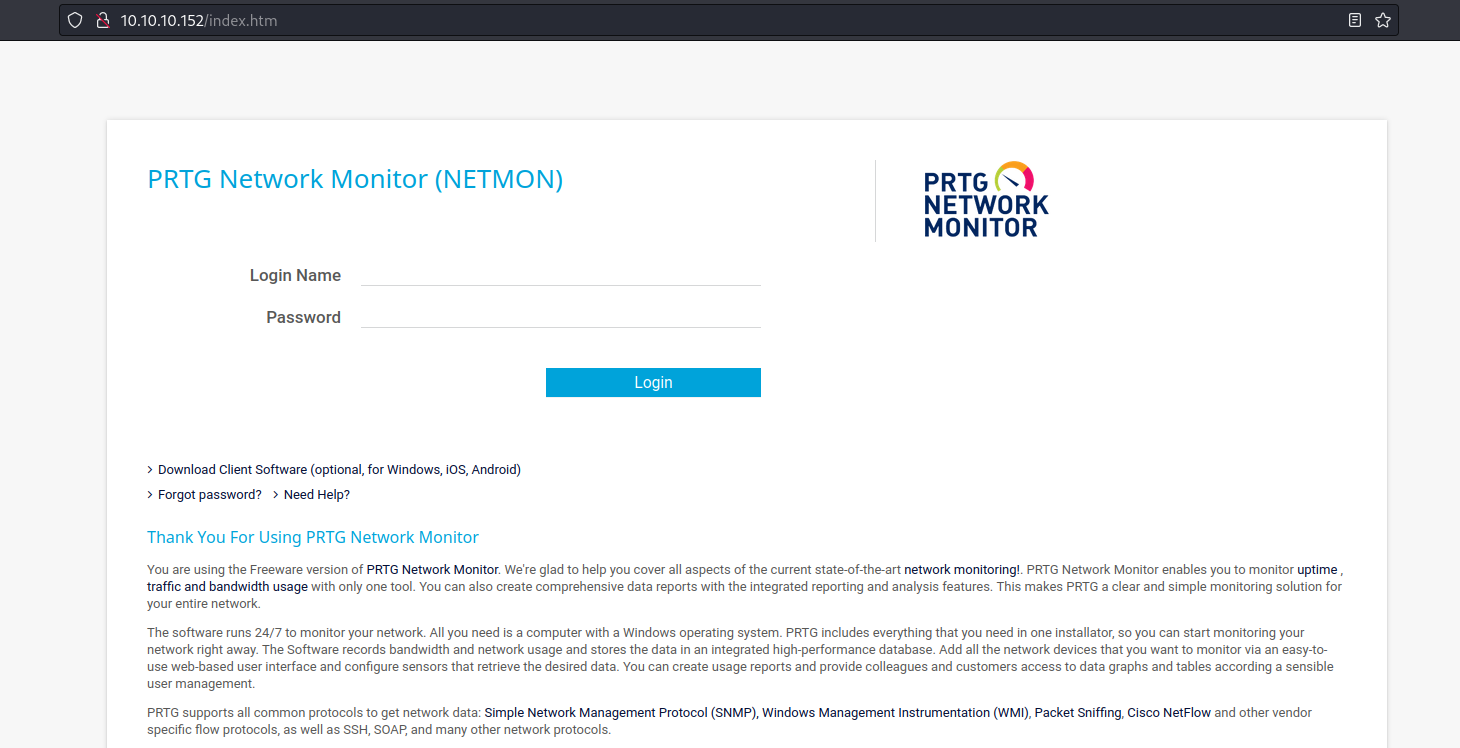 10.10.10.152/index.htm
PRTG Network Monitor (NETMON)
PRTG
NETWORK
MONITOR
Login Name
Password
Login
Download Client Software (optional, for Windows, iOS, Android)
Forgot password? Need Help?
Thank You For Using PRTG Network Monitor
You are using the Freeware version of PRTG Network Monitor. We're glad to help you cover all aspects of the current state-of-the-art network monitoring!. PRTG Network Monitor enables you to monitor uptime ,
traffic and bandwidth usage with only one tool. You can also create comprehensive data reports with the integrated reporting and analysis features. This makes PRTG a clear and simple monitoring solution for
your entire network.
The software runs 24/7 to monitor your network. All you need is a computer with a Windows operating system. PRTG includes everything that you need in one installator, so you can start monitoring your
network right away. The Software records bandwidth and network usage and stores the data in an integrated high-performance database. Add all the network devices that you want to monitor via an easy-to-
use web-based user interface and configure sensors that retrieve the desired data. You can create usage reports and provide colleagues and customers access to data graphs and tables according a sensible
user management.
PRTG supports all common protocols to get network data: Simple Network Management Protocol (SNMP), Windows Management Instrumentation (WMI), Packet Sniffing, Cisco NetFlow and other vendor
specific flow protocols, as well as SSH, SOAP, and many other network protocols.